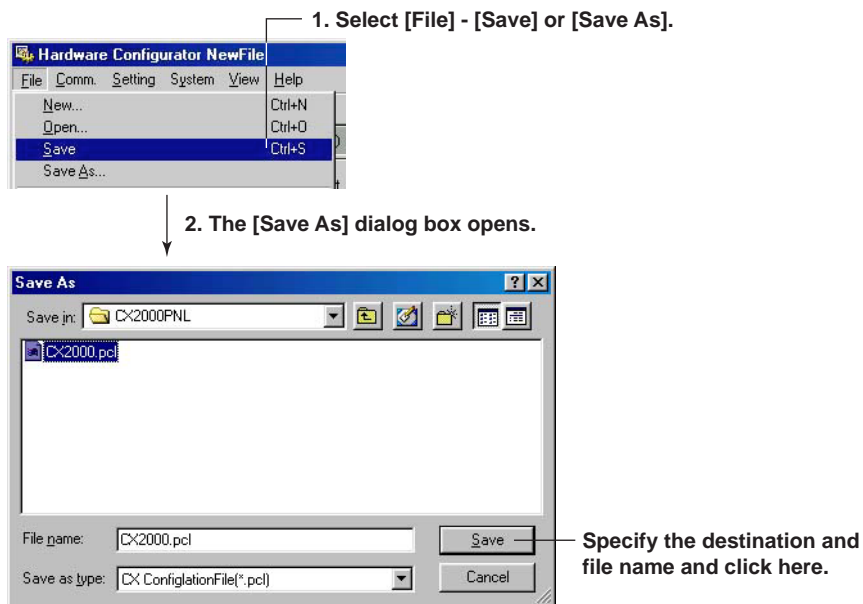 1. Select [File] - [Save] or [Save As].
Hardware Configurator NewFile
File Comm. Setting System View Help
New... Ctrl+N
Open... Ctrl+O
Save Ctrl+S
Save As...
2. The [Save As] dialog box opens.
Save As
Save in: CX2000PNL
CX2000.pcl
File name: CX2000.pcl Save
Specify the destination and
file name and click here.
Save as type: CX ConfiglationFile(*.pcl) Cancel